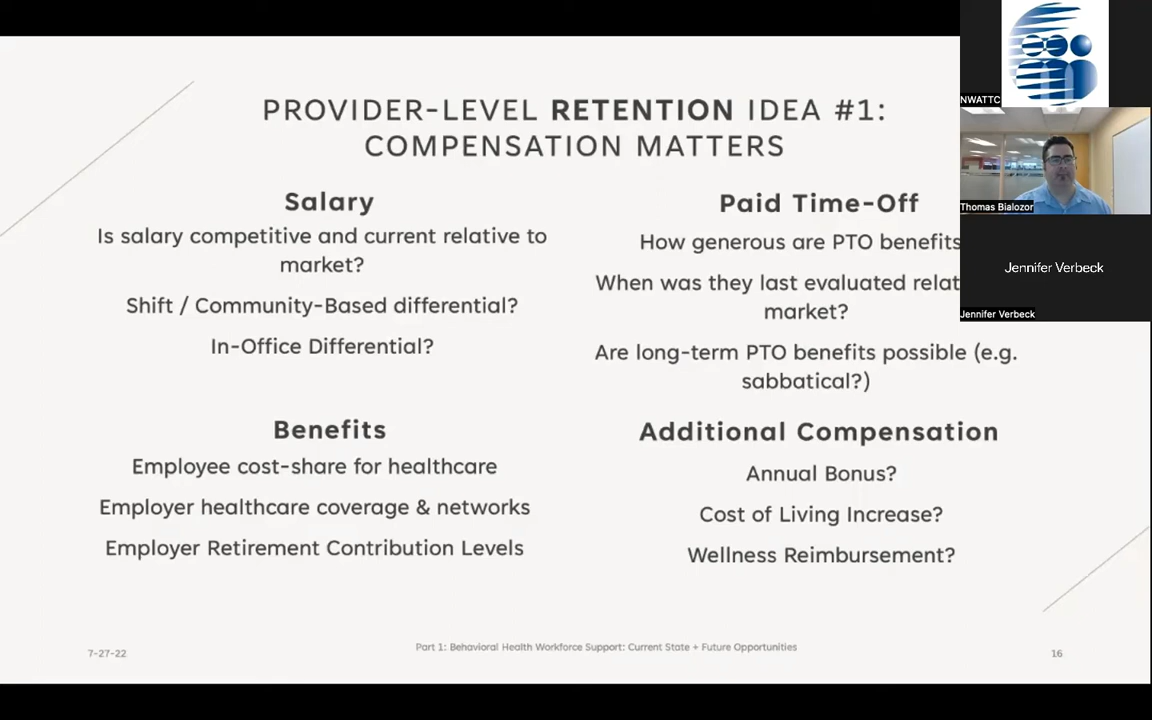 PROVIDER-LEVEL RETENTION IDEA #1:
COMPENSATION MATTERS
Salary
Is salary competitive and current relative to
market?
Shift / Community-Based differential?
In-Office Differential?
Paid Time-Off
How generous are PTO benefits
When was they last evaluated relat
market?
Are long-term PTO benefits possible (e.g.
sabbatical?)
Benefits
Employee cost-share for healthcare
Employer healthcare coverage & networks
Employer Retirement Contribution Levels
Additional Compensation
Annual Bonus?
Cost of Living Increase?
Wellness Reimbursement?
7-27-22
Part 1: Behavioral Health Workforce Support: Current State + Future Opportunities
16
NWATTC
Thomas Bialozor
Jennifer Verbeck
Jennifer Verbeck